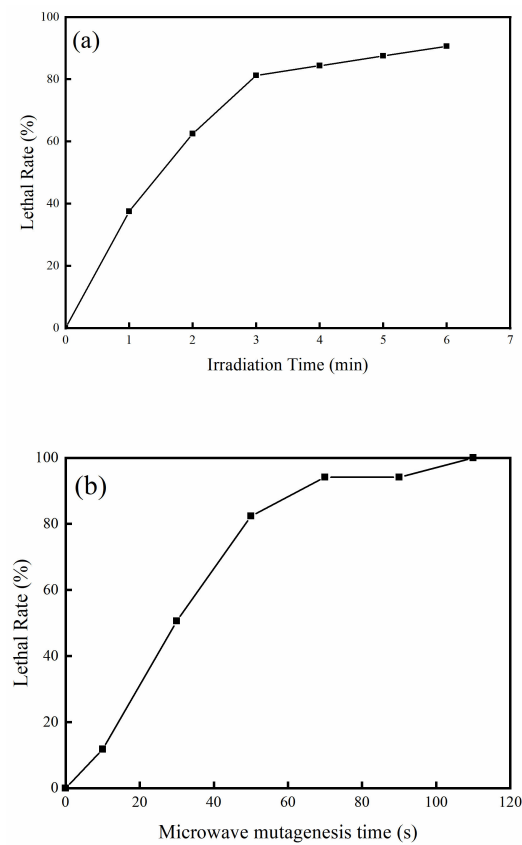 (a)
Lethal Rate (%)
100
80
60
40
20
0
0 1 2 3 4 5 6 7
Irradiation Time (min)
(b)
Lethal Rate (%)
100
80
60
40
20
0
0 20 40 60 80 100 120
Microwave mutagenesis time (s)